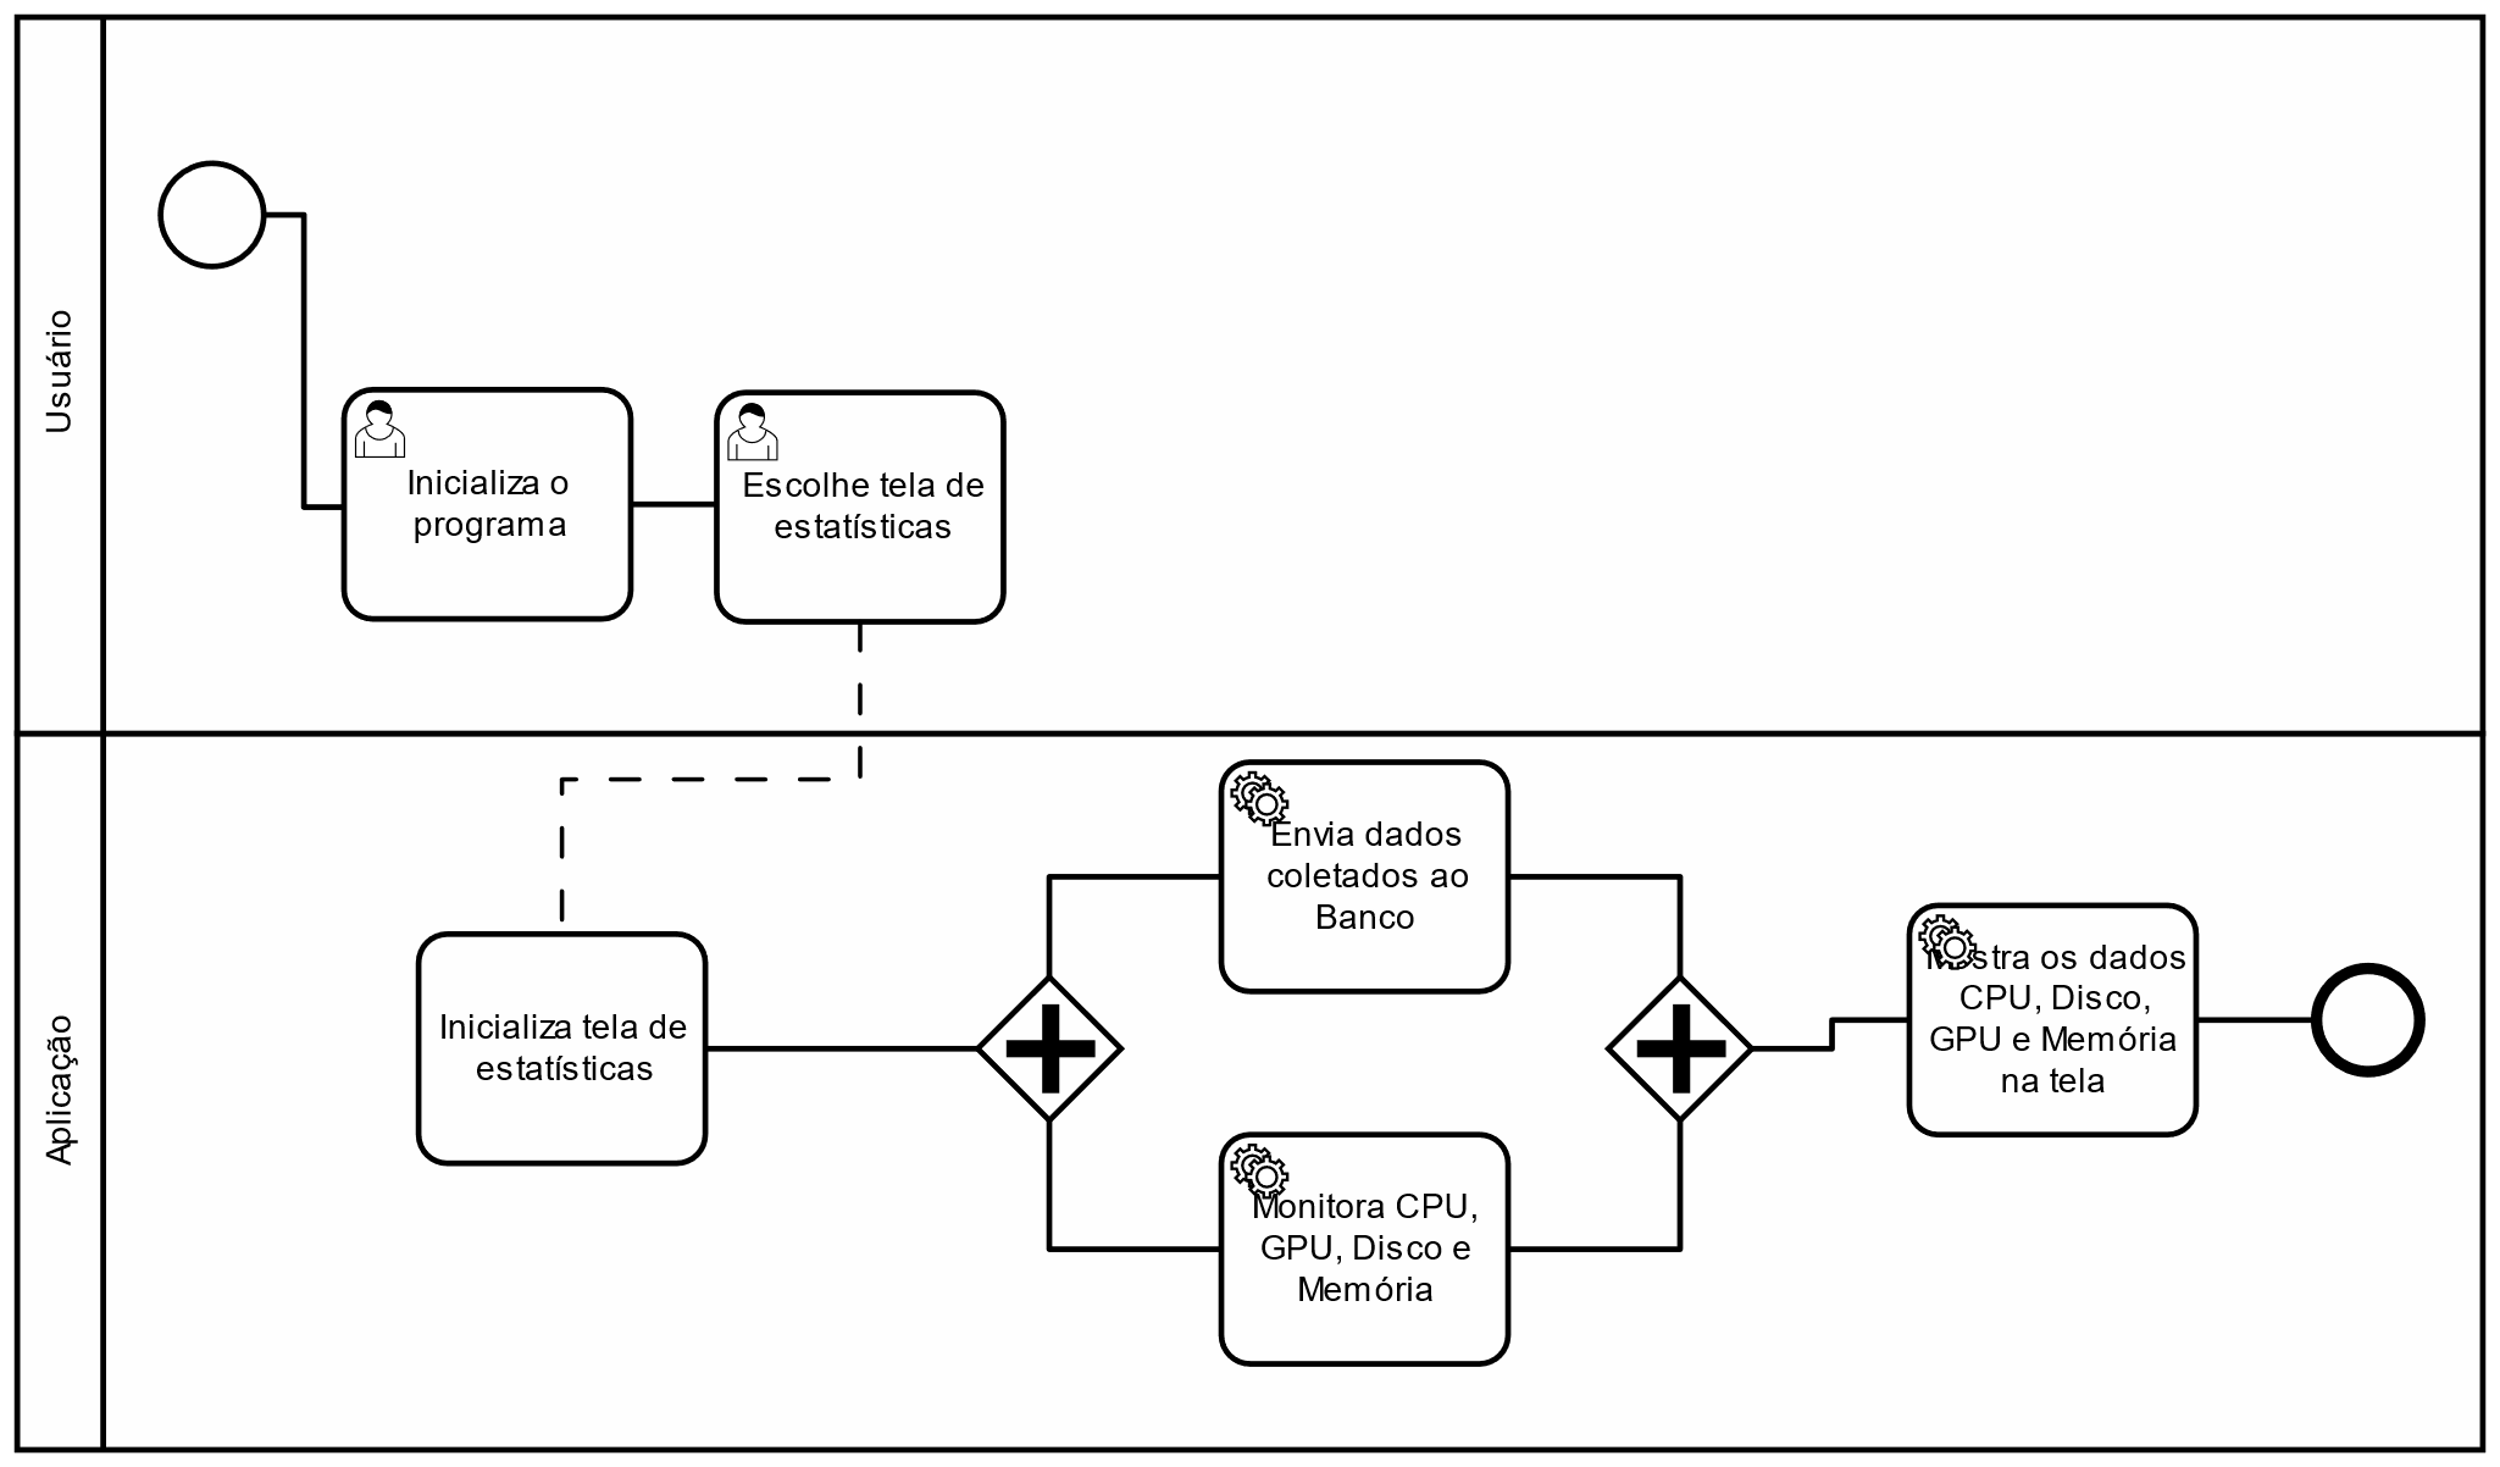 Usuário
Inicializa o
programa
Escolhe tela de
estatísticas
Aplicação
Inicializa tela de
estatísticas
Envia dados
coletados ao
Banco
Monitora CPU,
GPU, Disco e
Memória
Mostra os dados
CPU, Disco,
GPU e Memória
na tela